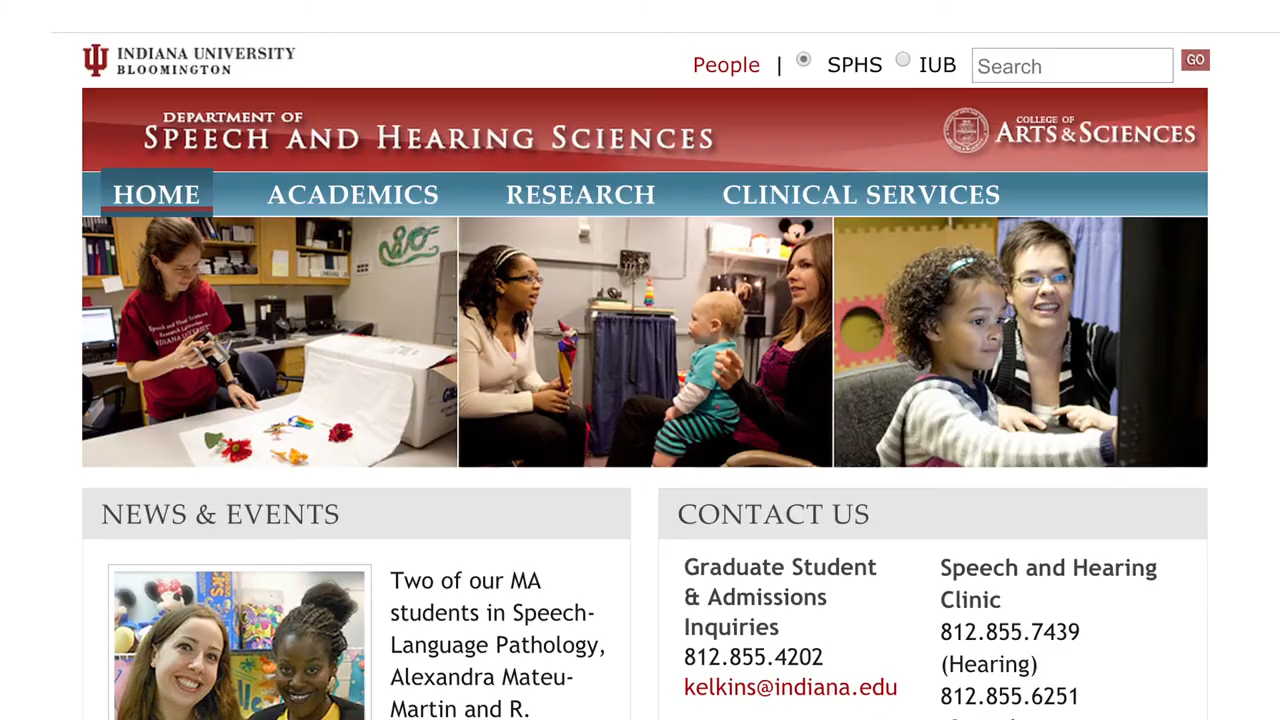 INDIANA UNIVERSITY
BLOOMINGTON
People | SPHS IUB Search GO
DEPARTMENT OF
SPEECH AND HEARING SCIENCES
COLLEGE OF
ARTS & SCIENCES
HOME ACADEMICS RESEARCH CLINICAL SERVICES
NEWS & EVENTS
Two of our MA
students in Speech-
Language Pathology,
Alexandra Mateu-
Martin and R.
CONTACT US
Graduate Student
& Admissions
Inquiries
812.855.4202
kelkins@indiana.edu
Speech and Hearing
Clinic
812.855.7439
(Hearing)
812.855.6251